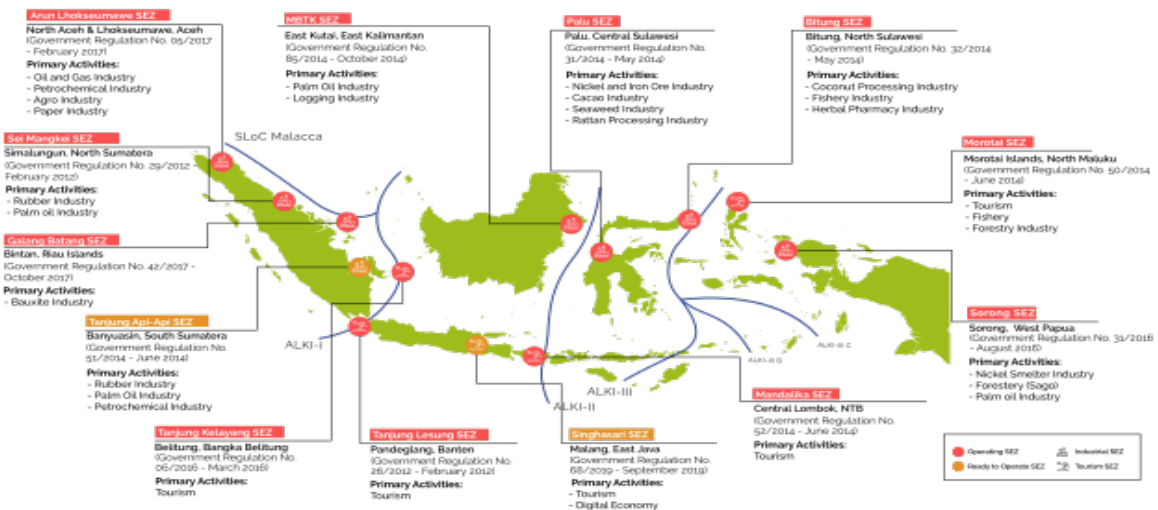 Arun Lhokseumawe SEZ
North Aceh & Lhokseumawe, Aceh
(Government Regulation No. 05/2017
- February 2017)
Primary Activities:
- Oil and Gas Industry
- Petrochemical Industry
- Agro Industry
- Paper Industry
MBTK SEZ
East Kutai, East Kalimantan
(Government Regulation No.
85/2014 - October 2014)
Primary Activities:
- Palm Oil Industry
- Logging Industry
Palu SEZ
Palu, Central Sulawesi
(Government Regulation No.
31/2014 - May 2014)
Primary Activities:
- Nickel and Iron Ore Industry
- Cacao Industry
- Seaweed Industry
- Rattan Processing Industry
Bitung SEZ
Bitung, North Sulawesi
(Government Regulation No. 32/2014
- May 2014)
Primary Activities:
- Coconut Processing Industry
- Fishery Industry
- Herbal Pharmacy Industry
Sei Mangkei SEZ
Simalungun, North Sumatera
(Government Regulation No. 29/2012 -
February 2012)
Primary Activities:
- Rubber Industry
- Palm oil Industry
SLoC Malacca
Morotai SEZ
Morotai Islands, North Maluku
(Government Regulation No. 50/2014
- June 2014)
Primary Activities:
- Tourism
- Fishery
- Forestry Industry
Galang Batang SEZ
Bintan, Riau Islands
(Government Regulation No. 42/2017 -
October 2017)
Primary Activities:
- Bauxite Industry
Tanjung Api-Api SEZ
Banyuasin, South Sumatera
(Government Regulation No.
51/2014 - June 2014)
Primary Activities:
- Rubber Industry
- Palm Oil Industry
- Petrochemical Industry
ALKI-I
ALKI-II
ALKI-III
ALKI-III D
ALKI-III C
Sorong SEZ
Sorong, West Papua
(Government Regulation No. 31/2016
- August 2016)
Primary Activities:
- Nickel Smelter Industry
- Forestery (Sago)
- Palm oil Industry
Tanjung Kelayang SEZ
Belitung, Bangka Belitung
(Government Regulation No.
06/2016 - March 2016)
Primary Activities:
Tourism
Tanjung Lesung SEZ
Pandeglang, Banten
(Government Regulation No.
26/2012 - February 2012)
Primary Activities:
Tourism
Singhasari SEZ
Malang, East Java
(Government Regulation No.
68/2019 - September 2019)
Primary Activities:
- Tourism
- Digital Economy
Mandalika SEZ
Central Lombok, NTB
(Government Regulation No.
52/2014 - June 2014)
Primary Activities:
Tourism
Operating SEZ
Industrial SEZ
Ready to Operate SEZ
Tourism SEZ